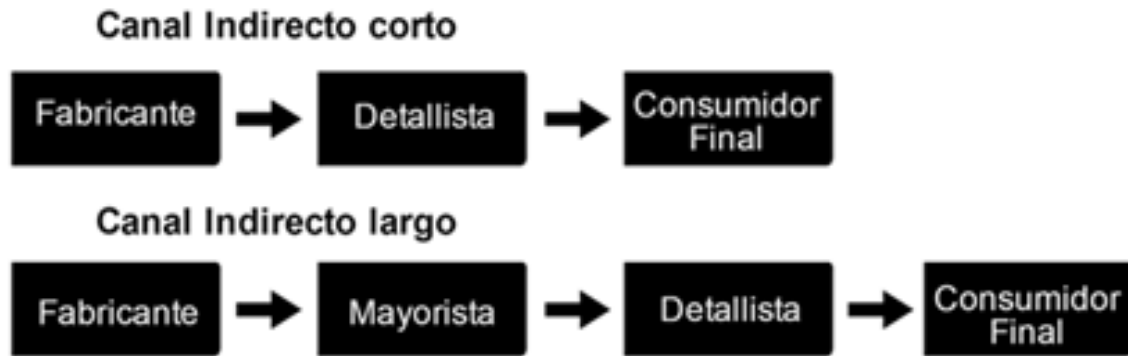 Canal Indirecto corto
Fabricante
Detallista
Consumidor
Final
Canal Indirecto largo
Fabricante
Mayorista
Detallista
Consumidor
Final